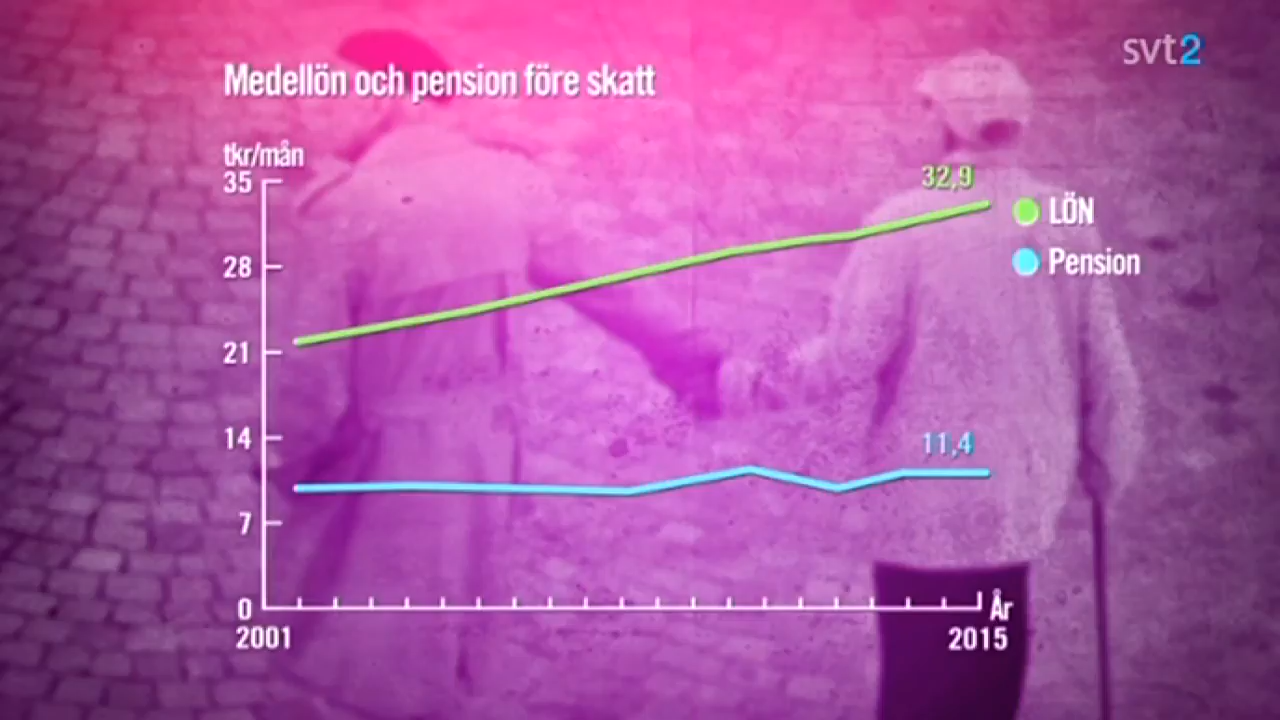 svt2
Medellön och pension före skatt
tkr/mån
35
32,9
LÖN
28
Pension
21
14
11,4
7
0
År
2001
2015